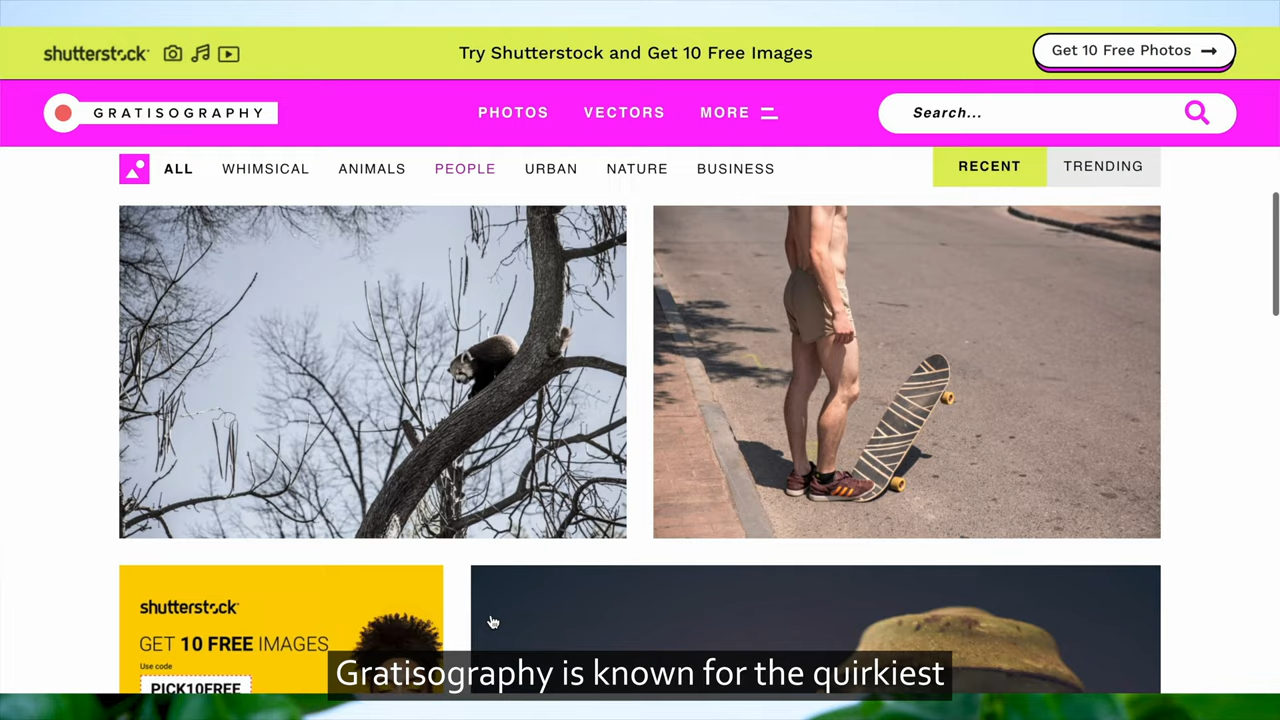 shutterstock
Try Shutterstock and Get 10 Free Images
Get 10 Free Photos →
GRATISOGRAPHY
PHOTOS
VECTORS
MORE
Search...
ALL
WHIMSICAL
ANIMALS
PEOPLE
URBAN
NATURE
BUSINESS
RECENT
TRENDING
shutterstock
GET 10 FREE IMAGES
Use code
PICK10FREE
Gratisography is known for the quirkiest